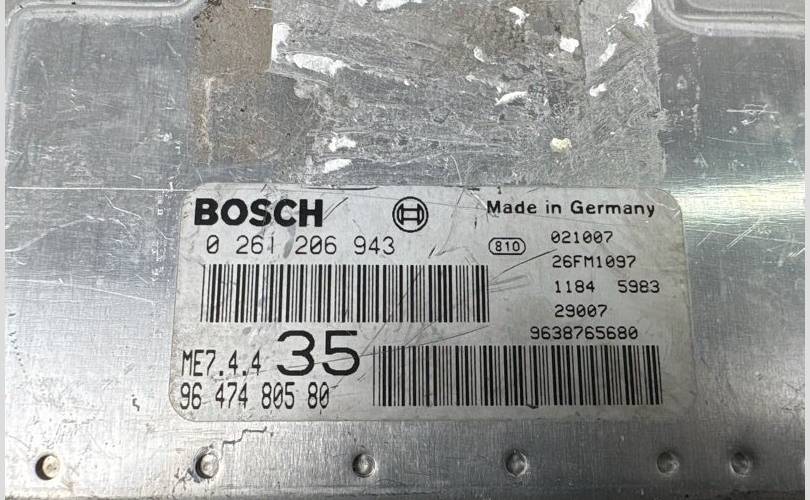 BOSCH
Made in Germany
0 261 206 943
810
021007
26FM1097
1184 5983
29007
9638765680
ME7.4.4 35
96 474 805 80